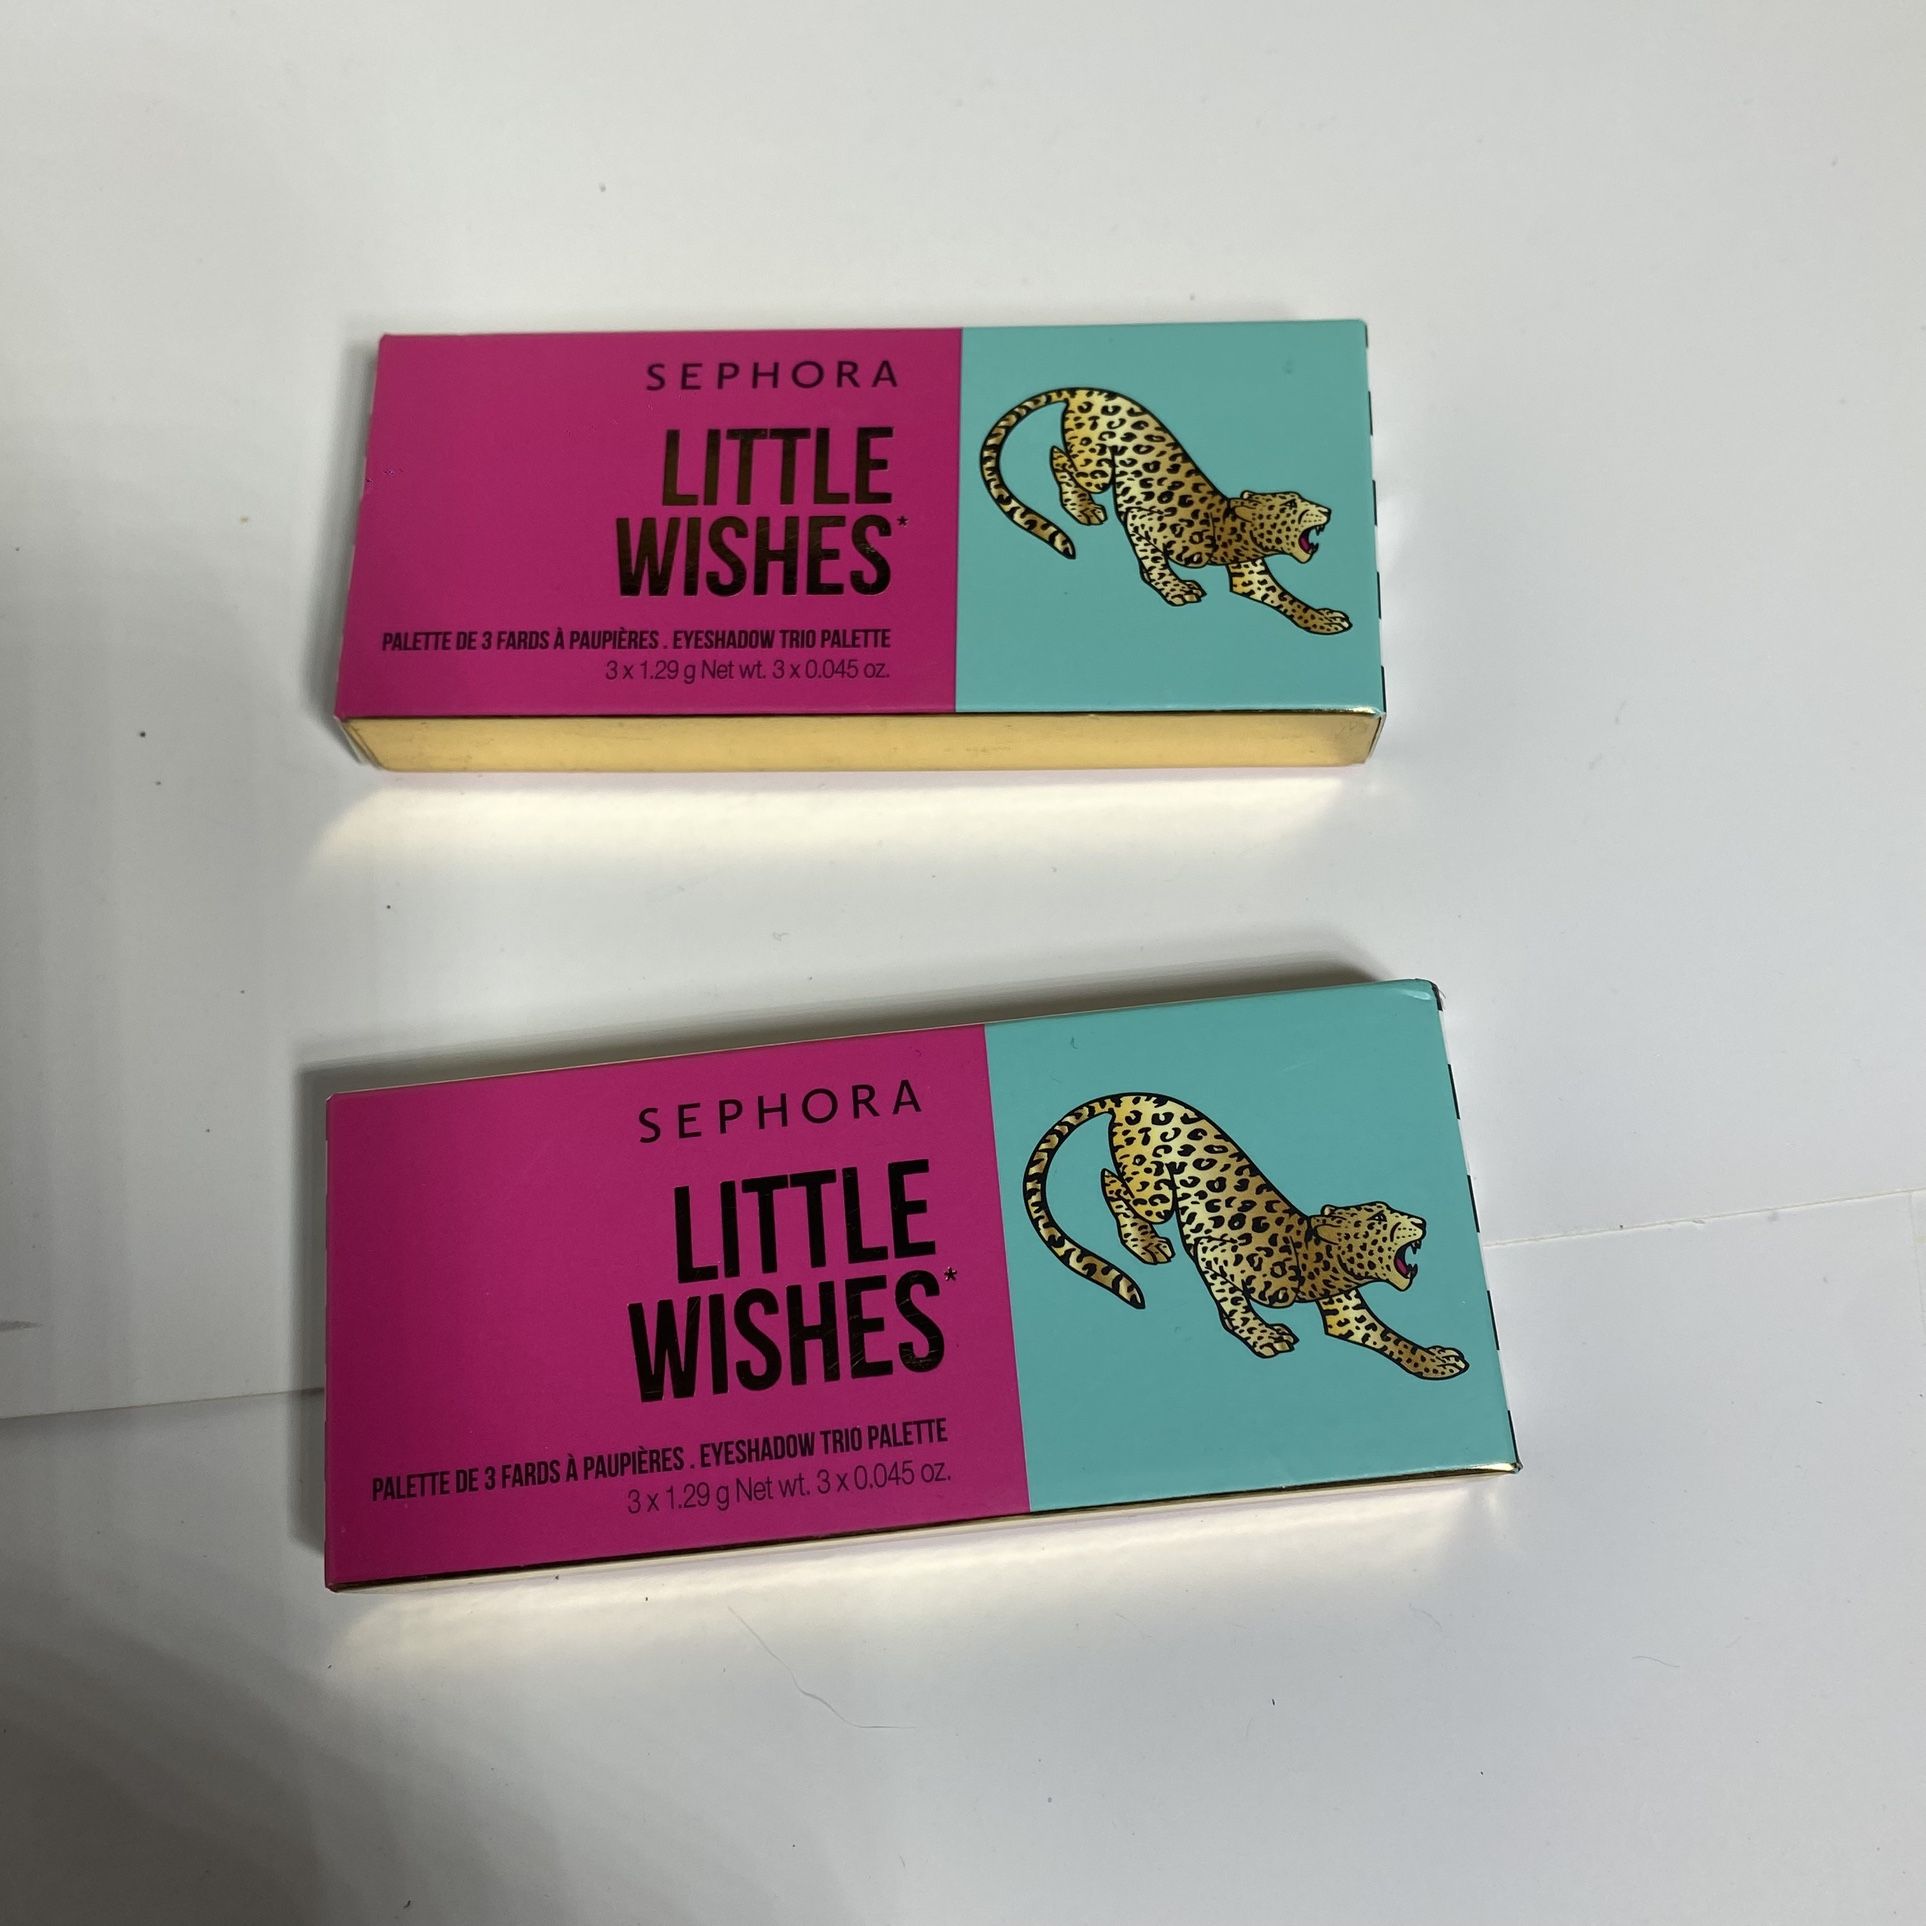 SEPHORA
LITTLE
WISHES*
PALETTE DE 3 FARDS À PAUPIÈRES . EYESHADOW TRIO PALETTE
3 x 1.29 g Net wt. 3 x 0.045 oz.
SEPHORA
LITTLE
WISHES*
PALETTE DE 3 FARDS À PAUPIÈRES . EYESHADOW TRIO PALETTE
3 x 1.29 g Net wt. 3 x 0.045 oz.